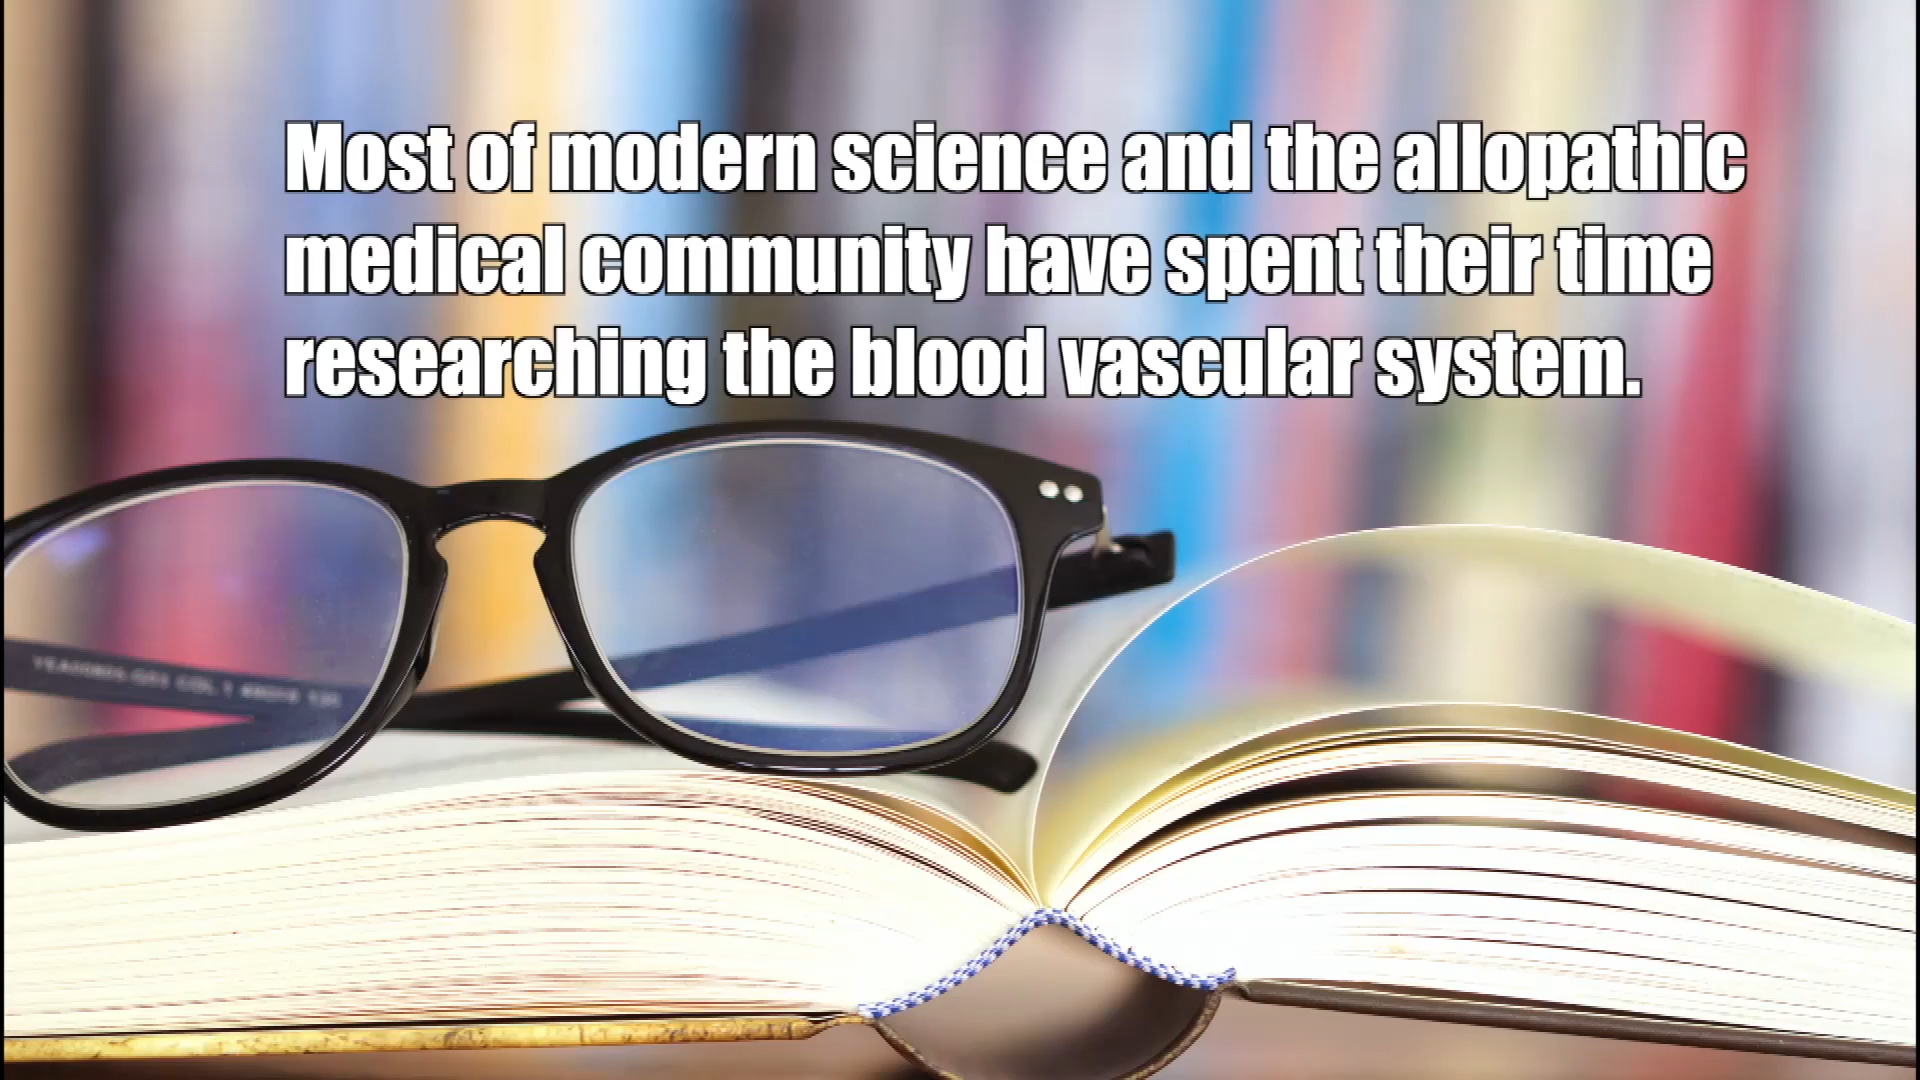 Most of modern science and the allopathic
medical community have spent their time
researching the blood vascular system.